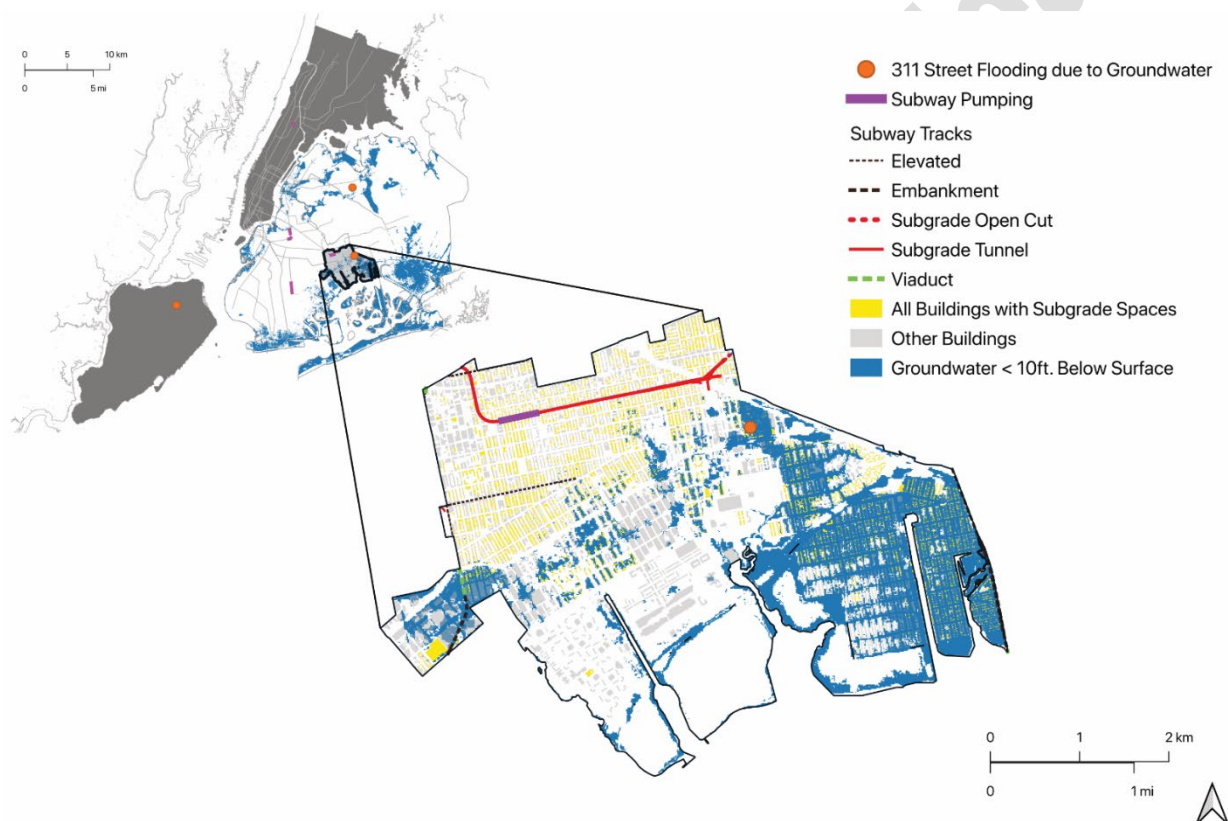 0 5 10 km
0 5 mi
311 Street Flooding due to Groundwater
Subway Pumping
Subway Tracks
Elevated
Embankment
Subgrade Open Cut
Subgrade Tunnel
Viaduct
All Buildings with Subgrade Spaces
Other Buildings
Groundwater < 10ft. Below Surface
0 1 2 km
0 1 mi